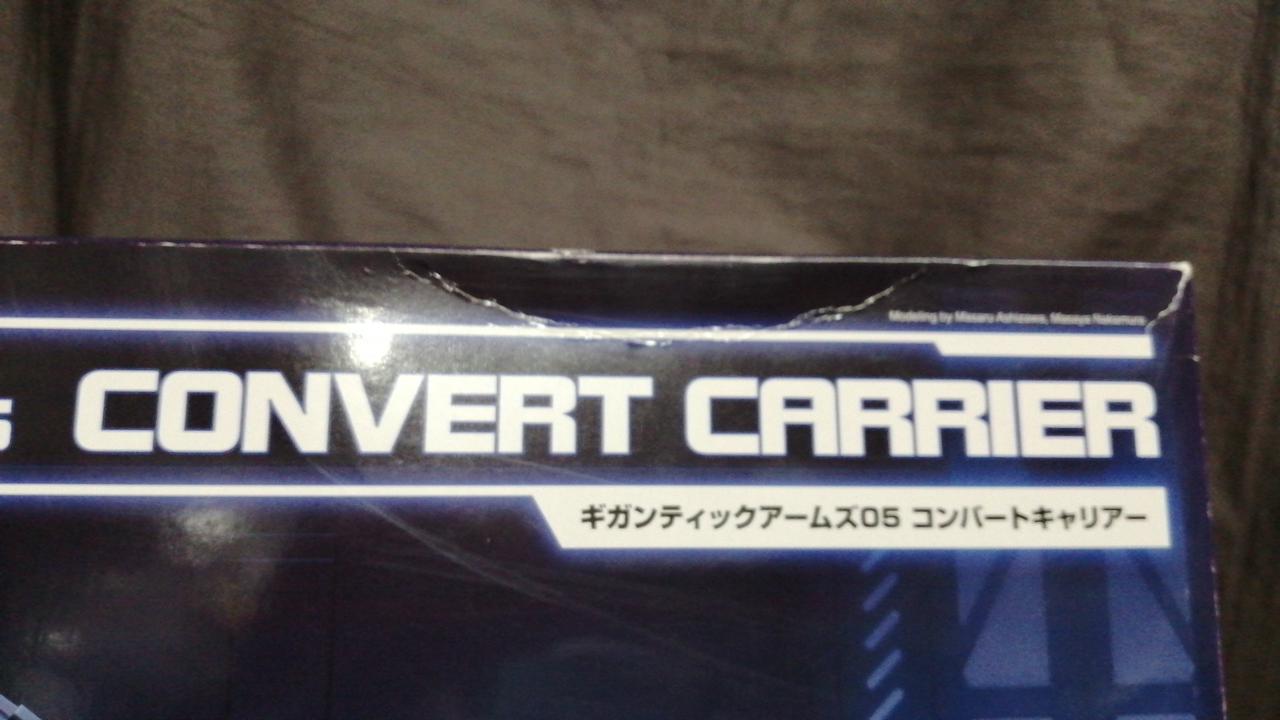 Modeling by Masaru Ashizawa, Masaya Nakamura
CONVERT CARRIER
ギガンティックアームズ05 コンバートキャリアー